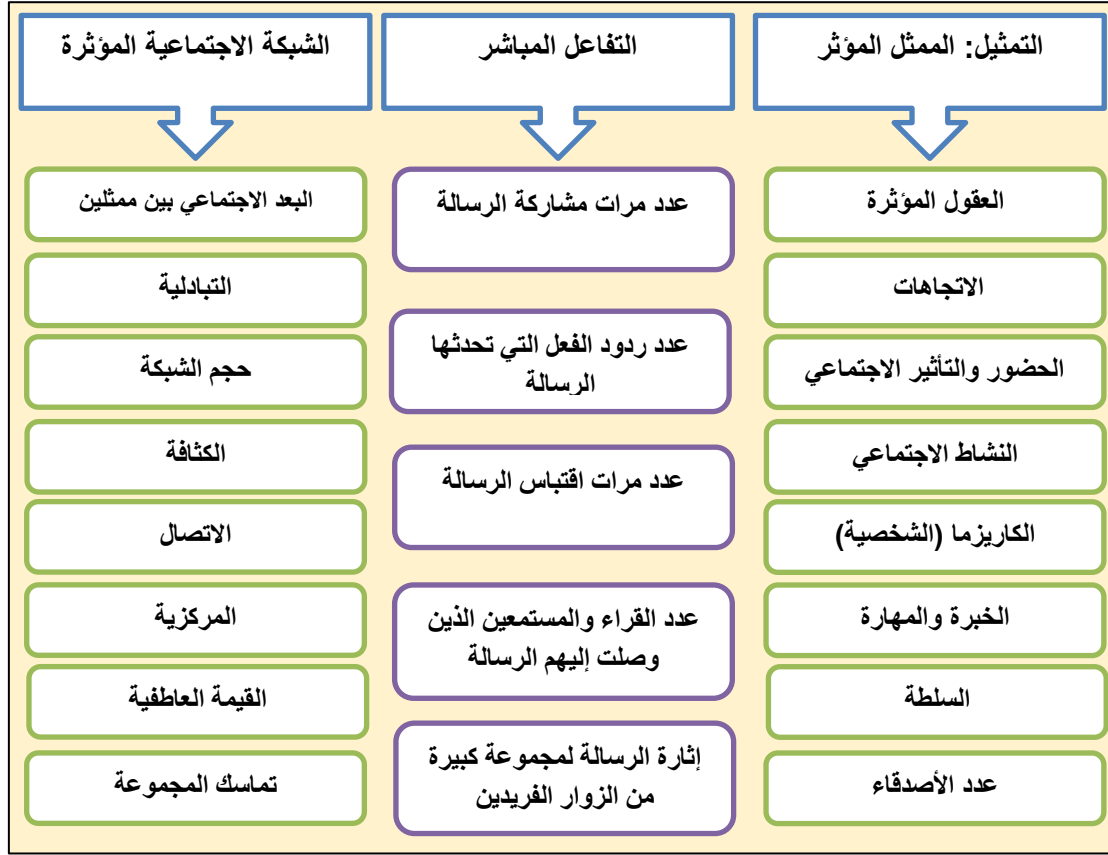 التمثيل: الممثل المؤثر
العقول المؤثرة
الاتجاهات
الحضور والتأثير الاجتماعي
النشاط الاجتماعي
الكاريزما (الشخصية)
الخبرة والمهارة
السلطة
عدد الأصدقاء
التفاعل المباشر
عدد مرات مشاركة الرسالة
عدد ردود الفعل التي تحدثها
الرسالة
عدد مرات اقتباس الرسالة
عدد القراء والمستمعين الذين
وصلت إليهم الرسالة
إثارة الرسالة لمجموعة كبيرة
من الزوار الفريدين
الشبكة الاجتماعية المؤثرة
البعد الاجتماعي بين ممثلين
التبادلية
حجم الشبكة
الكثافة
الاتصال
المركزية
القيمة العاطفية
تماسك المجموعة